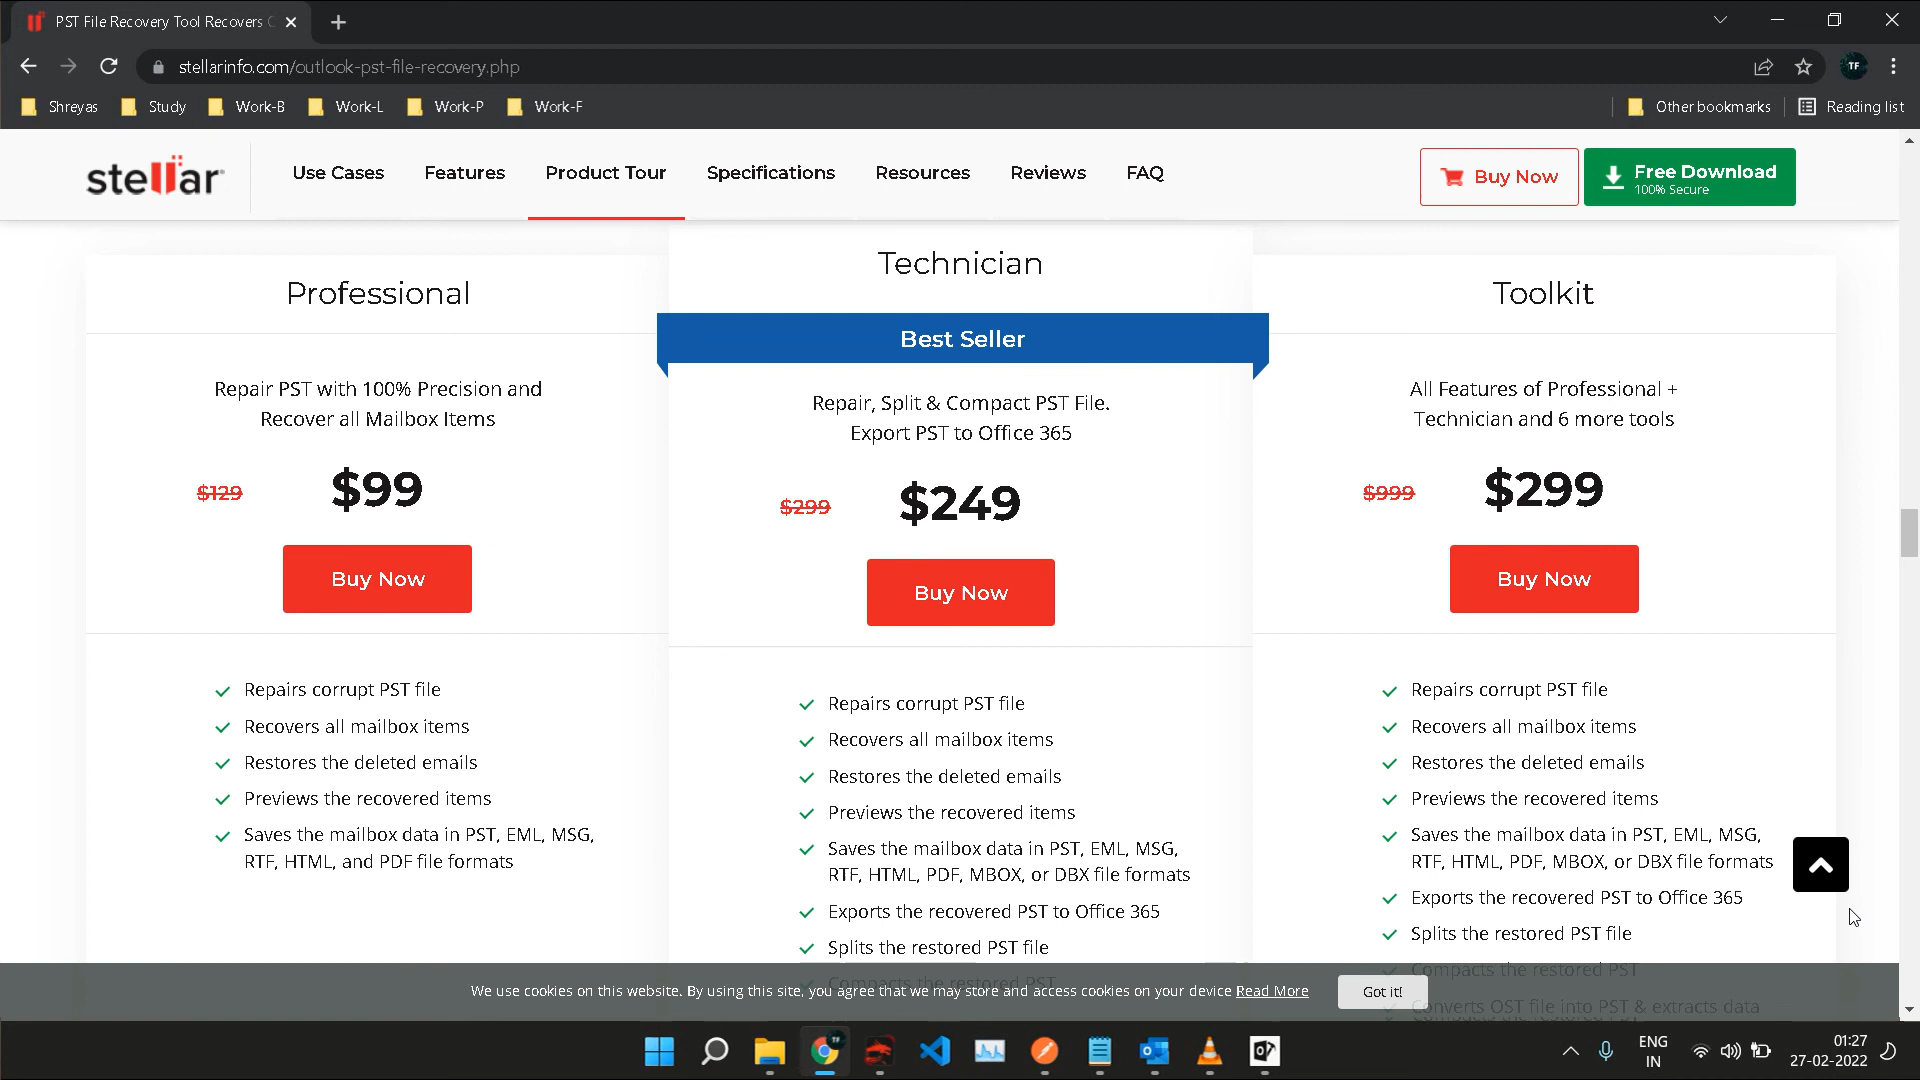 PST File Recovery Tool Recovers
stellarinfo.com/outlook-pst-file-recovery.php
TF
Shreyas
Study
Work-B
Work-L
Work-P
Work-F
Other bookmarks
Reading list
stellar
Use Cases
Features
Product Tour
Specifications
Resources
Reviews
FAQ
Buy Now
Free Download
100% Secure
Professional
Repair PST with 100% Precision and
Recover all Mailbox Items
$129 $99
Buy Now
Repairs corrupt PST file
Recovers all mailbox items
Restores the deleted emails
Previews the recovered items
Saves the mailbox data in PST, EML, MSG,
RTF, HTML, and PDF file formats
Technician
Best Seller
Repair, Split & Compact PST File.
Export PST to Office 365
$299 $249
Buy Now
Repairs corrupt PST file
Recovers all mailbox items
Restores the deleted emails
Previews the recovered items
Saves the mailbox data in PST, EML, MSG,
RTF, HTML, PDF, MBOX, or DBX file formats
Exports the recovered PST to Office 365
Splits the restored PST file
Compacts the restored PST
Toolkit
All Features of Professional +
Technician and 6 more tools
$999 $299
Buy Now
Repairs corrupt PST file
Recovers all mailbox items
Restores the deleted emails
Previews the recovered items
Saves the mailbox data in PST, EML, MSG,
RTF, HTML, PDF, MBOX, or DBX file formats
Exports the recovered PST to Office 365
Splits the restored PST file
Compacts the restored PST
Converts OST file into PST & extracts data
We use cookies on this website. By using this site, you agree that we may store and access cookies on your device Read More
Got it!
ENG
IN
01:27
27-02-2022